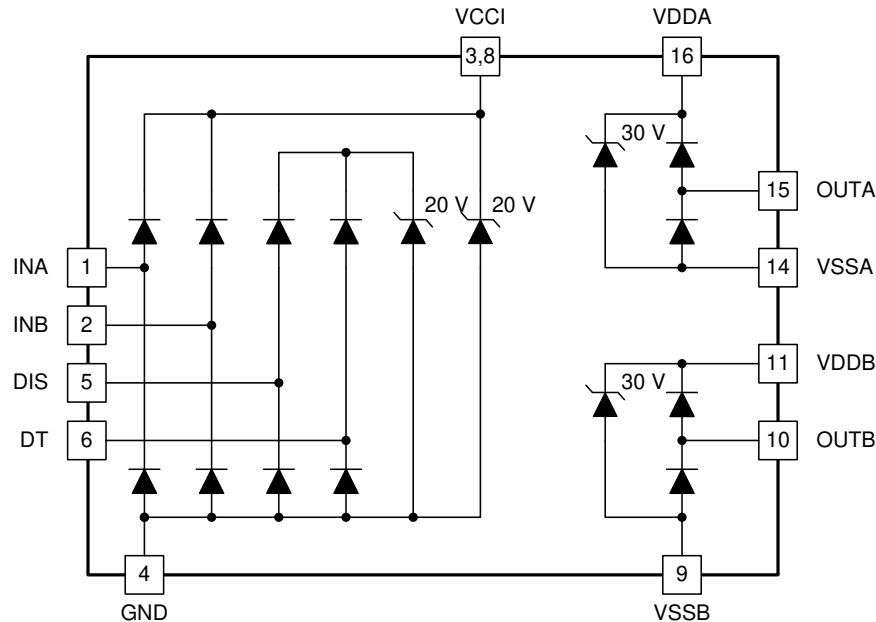 VCCI
VDDA
3,8
16
30 V
15
OUTA
20 V
20 V
INA
1
14
VSSA
INB
2
11
VDDB
DIS
5
30 V
DT
6
10
OUTB
4
9
GND
VSSB